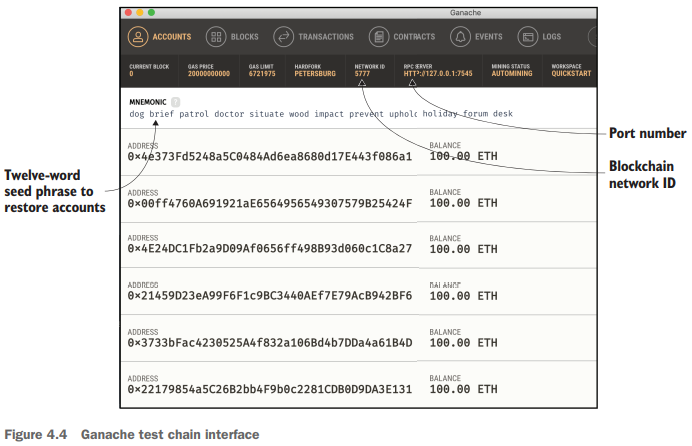 Ganache
ACCOUNTS BLOCKS TRANSACTIONS CONTRACTS EVENTS LOGS
CURRENT BLOCK GAS PRICE GAS LIMIT HARDFORK NETWORK ID RPC SERVER MINING STATUS WORKSPACE
0 20000000000 6721975 PETERSBURG 5777 HTTP://127.0.0.1:7545 AUTOMINING QUICKSTART
MNEMONIC ?
dog brief patrol doctor situate wood impact prevent uphold holiday forum desk
Port number
ADDRESS BALANCE
0×4e373Fd5248a5C0484Ad6ea8680d17E443f086a1 100.00 ETH
Blockchain
network ID
Twelve-word
seed phrase to
restore accounts
ADDRESS BALANCE
0×00ff4760A691921aE6564956549307579B25424F 100.00 ETH
ADDRESS BALANCE
0×4E24DC1Fb2a9D09Af0656ff498B93d060c1C8a27 100.00 ETH
ADDRESS BALANCE
0×21459D23eA99F6F1c9BC3440AEf7E79AcB942BF6 100.00 ETH
ADDRESS BALANCE
0×3733bFac4230525A4f832a106Bd4b7DDa4a61B4D 100.00 ETH
ADDRESS BALANCE
0×22179854a5C26B2bb4F9b0c2281CDB0D9DA3E131 100.00 ETH
Figure 4.4 Ganache test chain interface